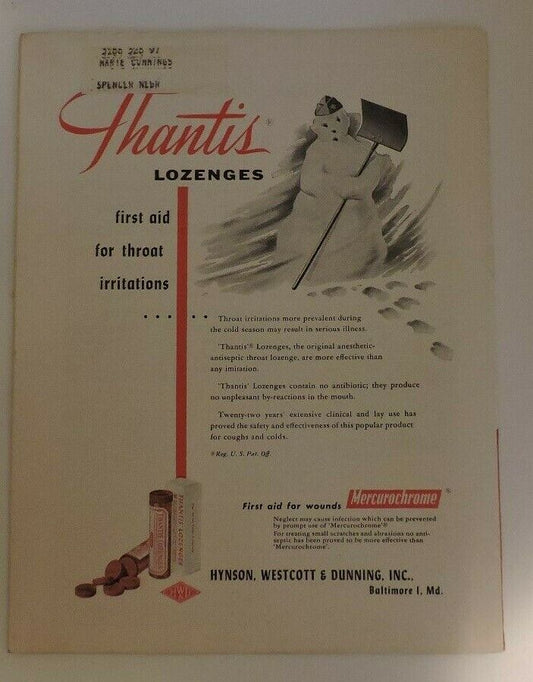 MARIE CUMMINGS
SPENCER NEBR
Thantis®
LOZENGES
first aid
for throat
irritations
. . . . . . Throat irritations more prevalent during
the cold season may result in serious illness.
'Thantis'® Lozenges, the original anesthetic-
antiseptic throat lozenge, are more effective than
any imitation.
'Thantis' Lozenges contain no antibiotic; they produce
no unpleasant by-reactions in the mouth.
Twenty-two years' extensive clinical and lay use has
proved the safety and effectiveness of this popular product
for coughs and colds.
®Reg. U. S. Pat. Off.
First aid for wounds Mercurochrome®
Neglect may cause infection which can be prevented
by prompt use of 'Mercurochrome'®
For treating small scratches and abrasions no anti-
septic has been proved to be more effective than
'Mercurochrome'.
THANTIS LOZENGES
THANTIS LOZENGES
HWD
HYNSON, WESTCOTT & DUNNING, INC.,
Baltimore 1, Md.